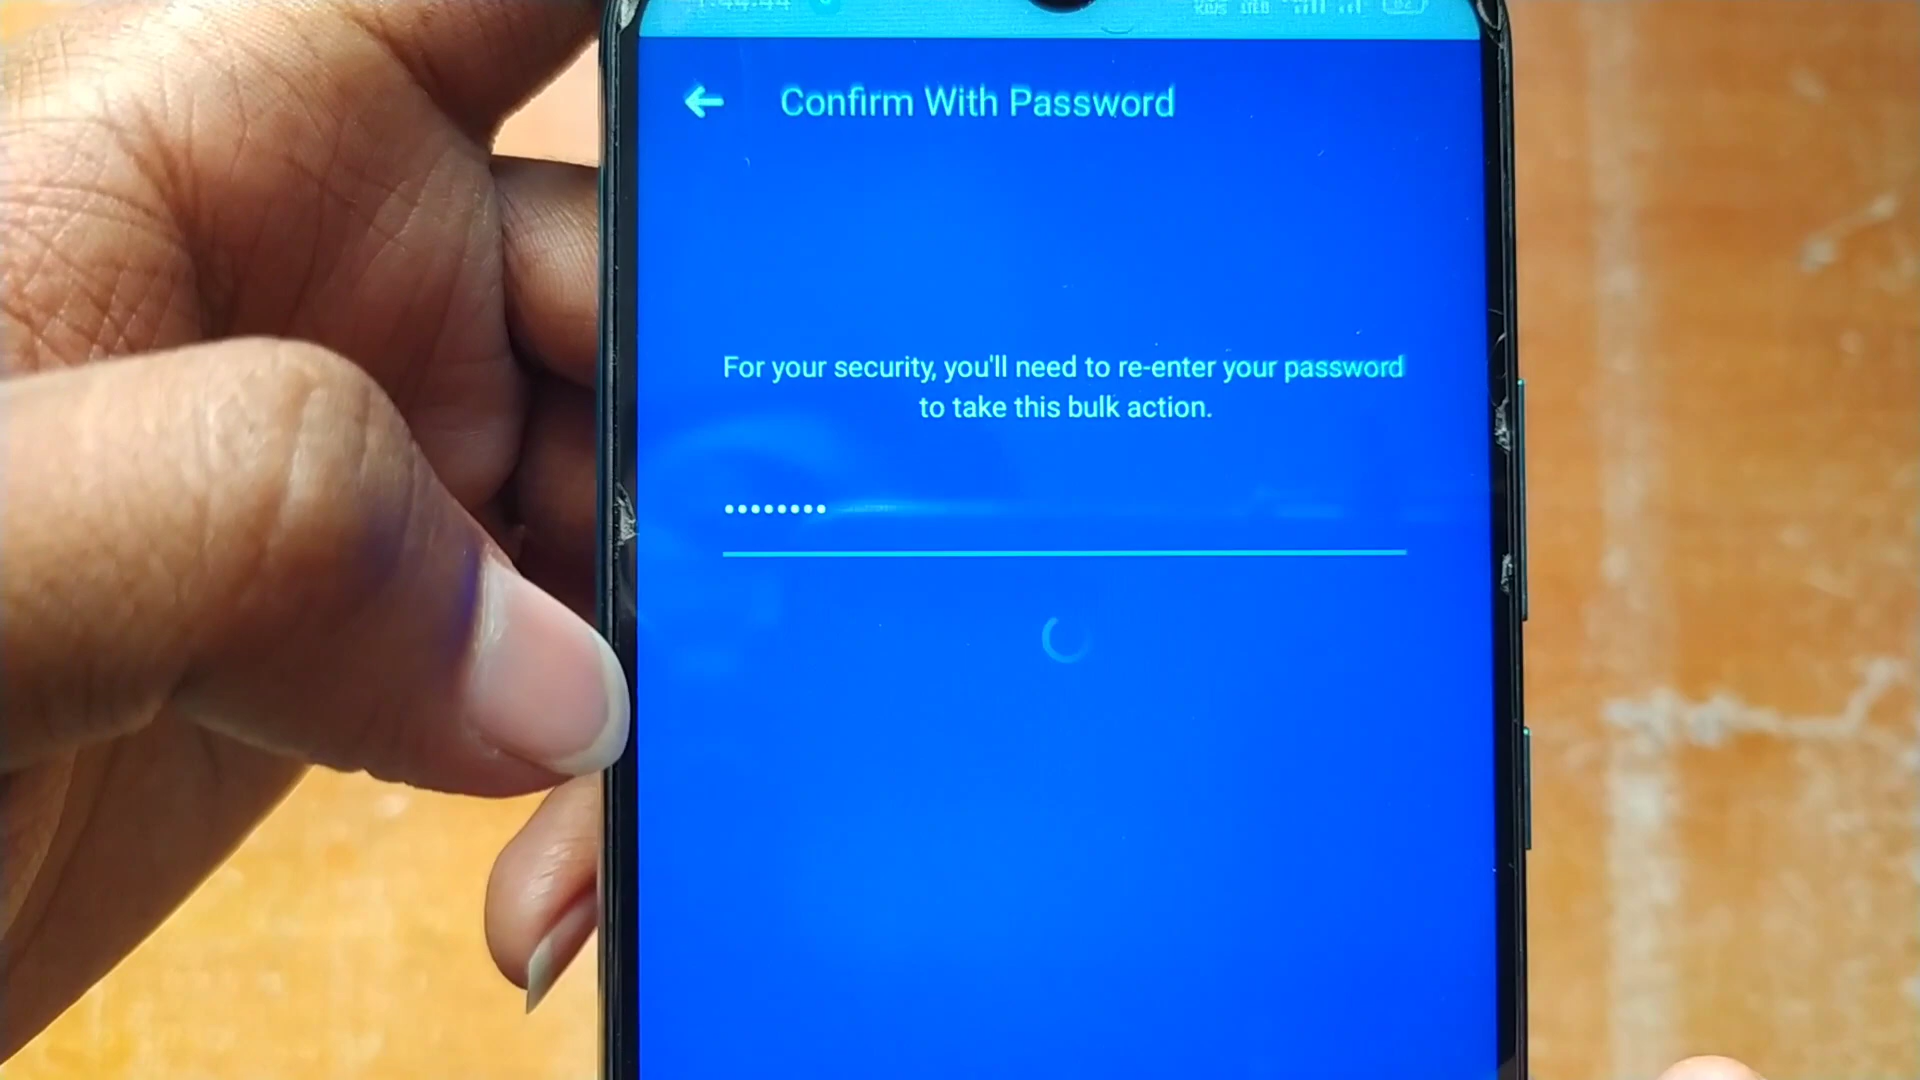 Confirm With Password
For your security, you'll need to re-enter your password
to take this bulk action.